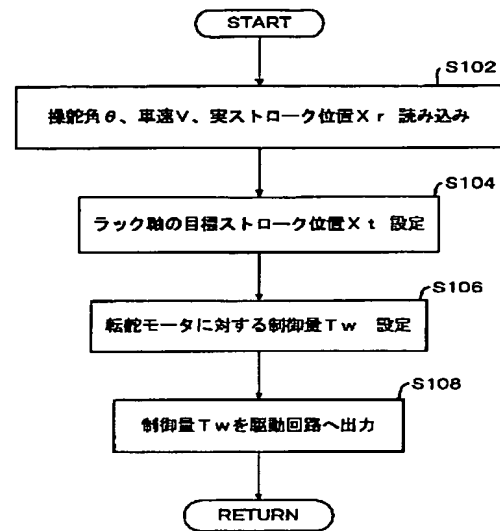 START
S102
操舵角θ、車速V、実ストローク位置Xr 読み込み
S104
ラック軸の目標ストローク位置Xt 設定
S106
転舵モータに対する制御量Tw 設定
S108
制御量Twを駆動回路へ出力
RETURN